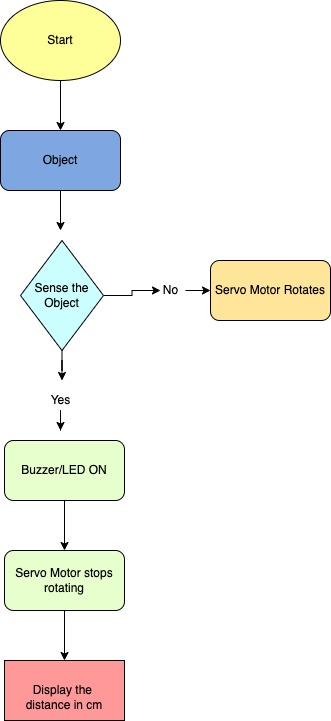 Start
Object
Sense the
Object
No
Servo Motor Rotates
Yes
Buzzer/LED ON
Servo Motor stops
rotating
Display the
distance in cm